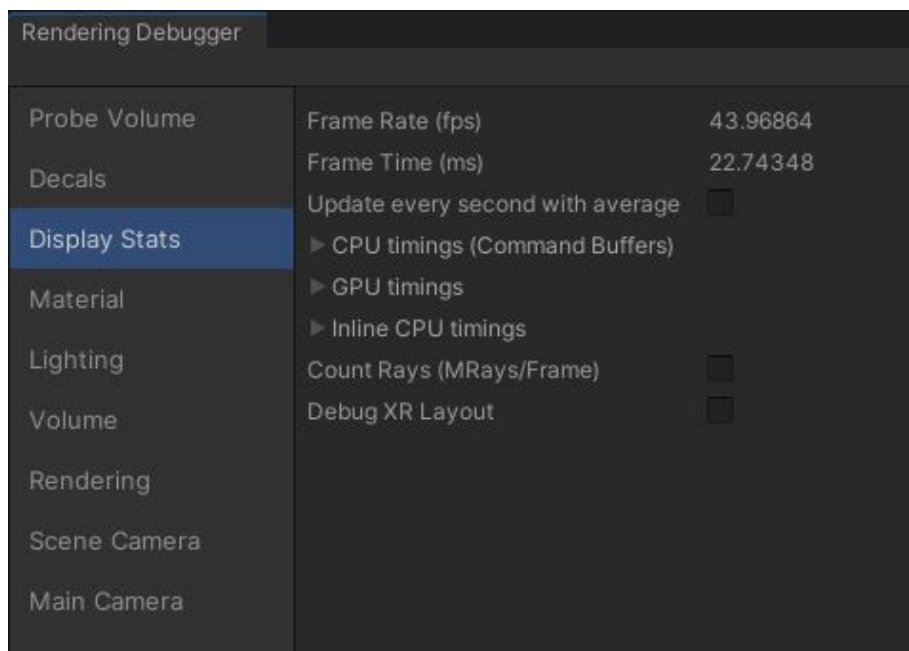 Rendering Debugger
Probe Volume
Decals
Display Stats
Material
Lighting
Volume
Rendering
Scene Camera
Main Camera
Frame Rate (fps) 43.96864
Frame Time (ms) 22.74348
Update every second with average
CPU timings (Command Buffers)
GPU timings
Inline CPU timings
Count Rays (MRays/Frame)
Debug XR Layout